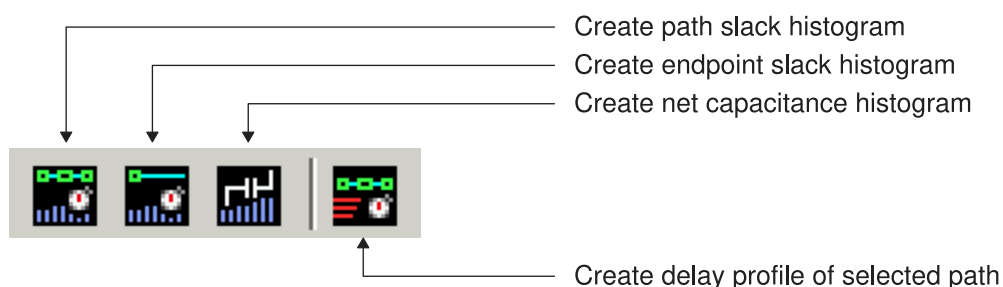 Create path slack histogram
Create endpoint slack histogram
Create net capacitance histogram
Create delay profile of selected path